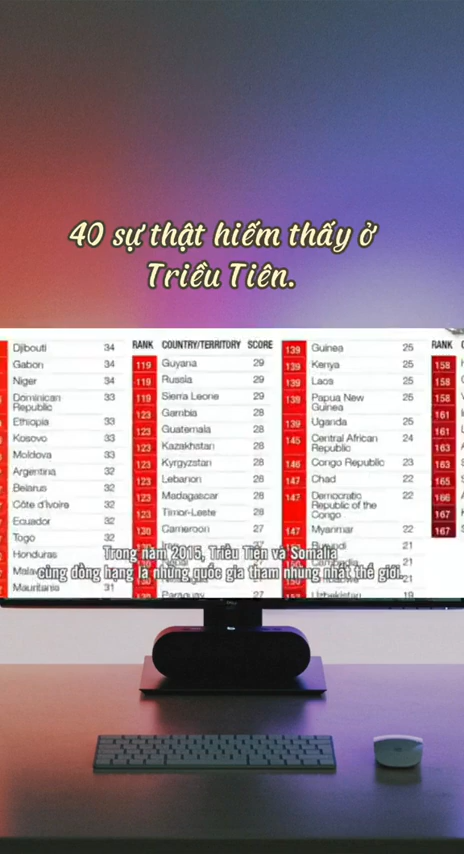 40 sự thật hiếm thấy ở
Triều Tiên.
Djibouti 34
Gabon 34
Niger 34
Dominican Republic 33
Ethiopia 33
Kosovo 33
Moldova 33
Argentina 32
Belarus 32
Côte d'Ivoire 32
Ecuador 32
Togo 32
Honduras
Mauritania 31
RANK COUNTRY/TERRITORY SCORE
119 Guyana 29
119 Russia 29
119 Sierra Leone 29
123 Gambia 28
123 Guatemala 28
123 Kazakhstan 28
123 Kyrgyzstan 28
123 Lebanon 28
123 Madagascar 28
123 Timor-Leste 28
130 Cameroon 27
Paraguay 27
139 Guinea 25
139 Kenya 25
139 Laos 25
139 Papua New Guinea 25
139 Uganda 25
145 Central African Republic 24
146 Congo Republic 23
147 Chad 22
147 Democratic Republic of the Congo 22
147 Myanmar 22
21
21
Uzbekistan 19
RANK
158
158
158
161
161
163
163
163
166
167
167
Trong năm 2015, Triều Tiên và Somalia
cùng đồng hạng là những quốc gia tham nhũng nhất thế giới.